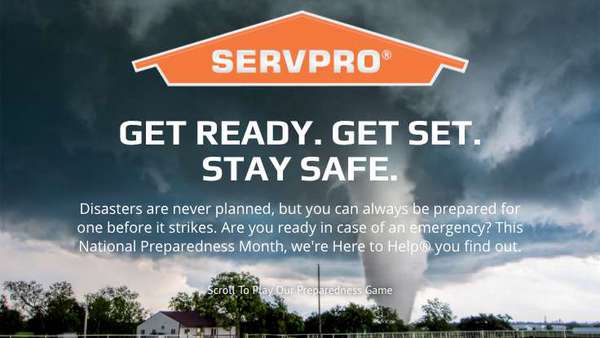 SERVPRO®
GET READY. GET SET.
STAY SAFE.
Disasters are never planned, but you can always be prepared for
one before it strikes. Are you ready in case of an emergency? This
National Preparedness Month, we're Here to Help® you find out.
Scroll To Play Our Preparedness Game